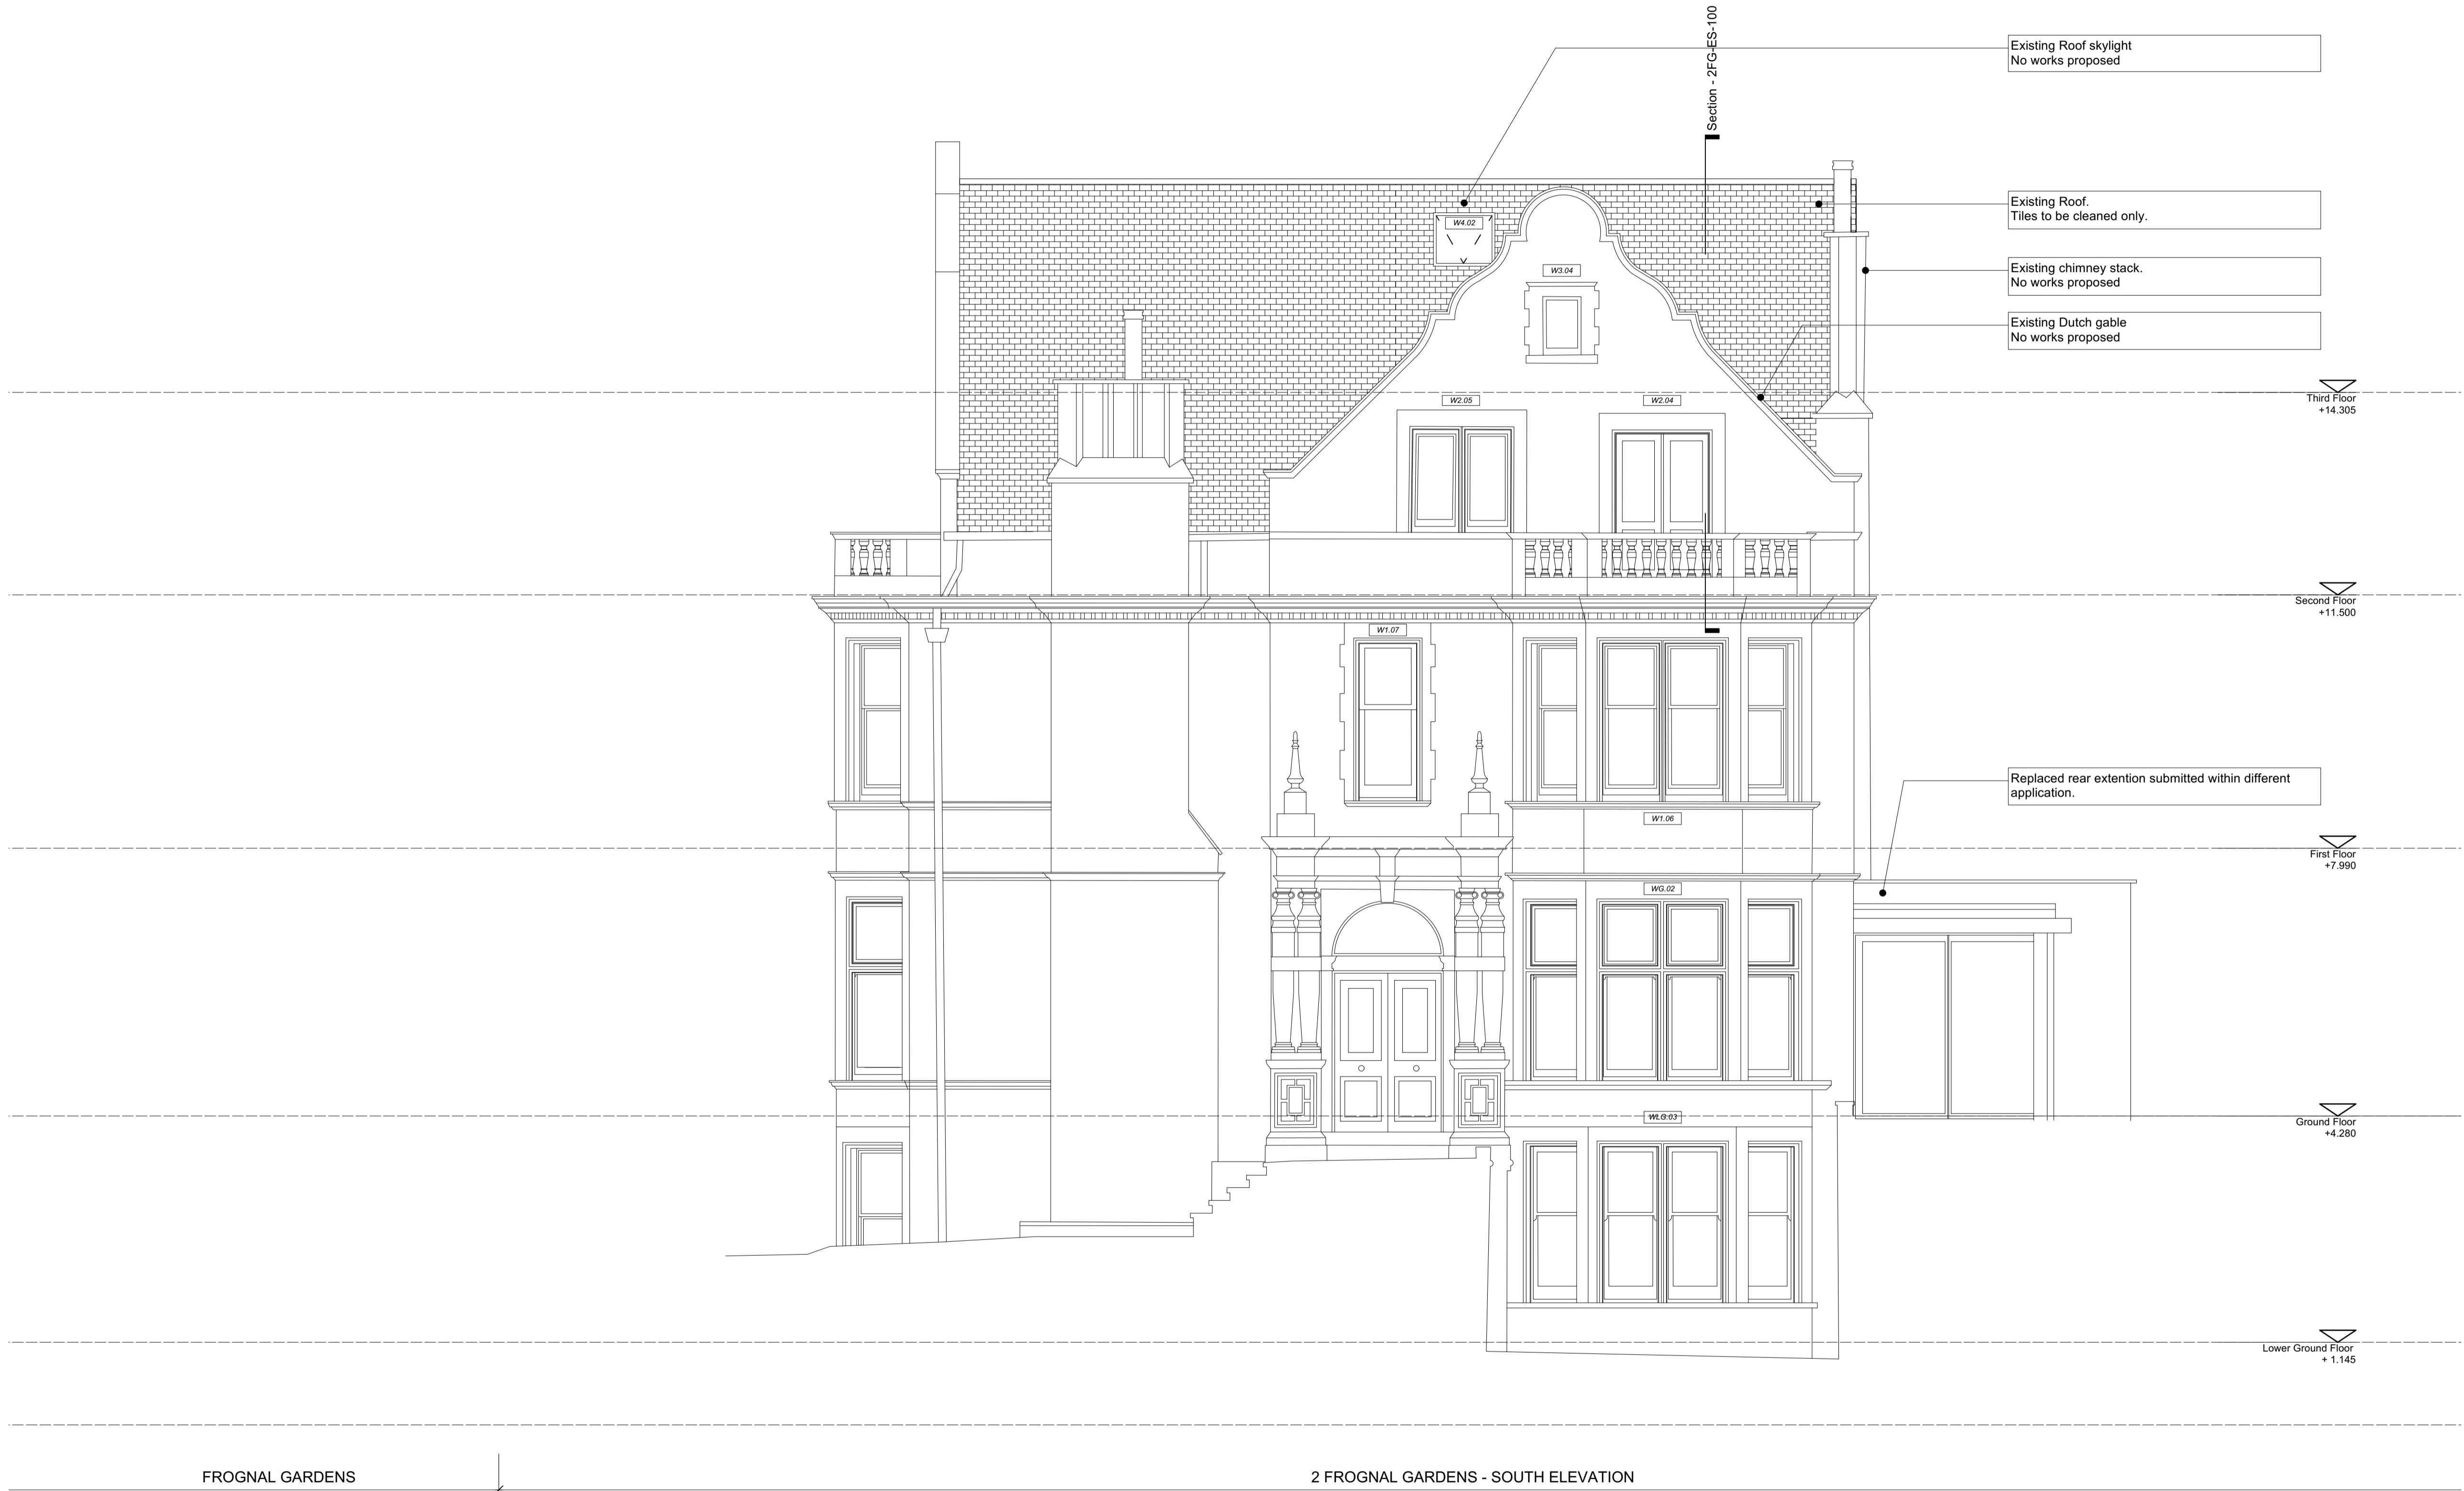 Section - 2FG-ES-100
Existing Roof skylight
No works proposed
Existing Roof.
Tiles to be cleaned only.
W4.02
W3.04
Existing chimney stack.
No works proposed
Existing Dutch gable
No works proposed
W2.05
W2.04
Third Floor
+14.305
Second Floor
+11.500
W1.07
Replaced rear extention submitted within different
application.
W1.06
First Floor
+7.990
WG.02
WLG.03
Ground Floor
+4.280
Lower Ground Floor
+ 1.145
FROGNAL GARDENS
2 FROGNAL GARDENS - SOUTH ELEVATION